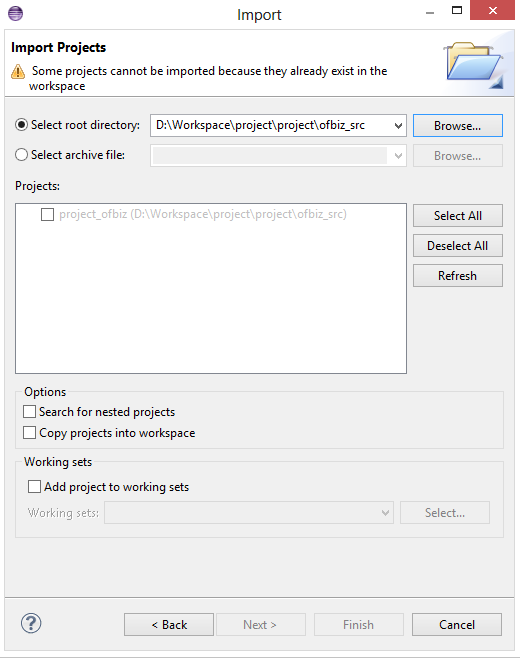 Import
Import Projects
Some projects cannot be imported because they already exist in the
workspace
Select root directory:
D:\Workspace\project\project\ofbiz_src
Browse...
Select archive file:
Browse...
Projects:
project_ofbiz (D:\Workspace\project\project\ofbiz_src)
Select All
Deselect All
Refresh
Options
Search for nested projects
Copy projects into workspace
Working sets
Add project to working sets
Working sets:
Select...
?
< Back
Next >
Finish
Cancel